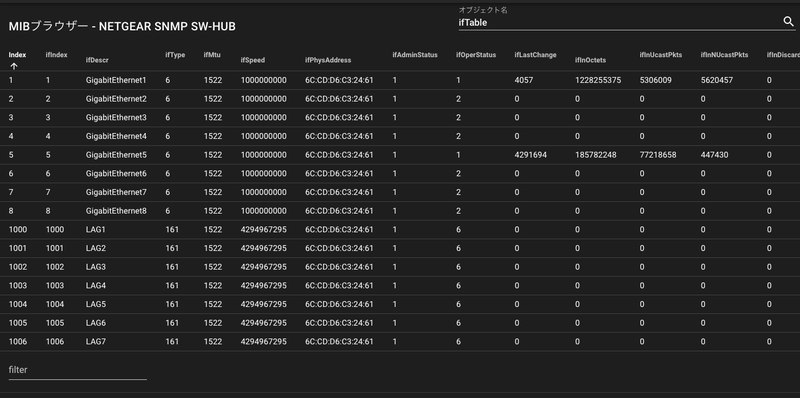 オブジェクト名
MIBブラウザー - NETGEAR SNMP SW-HUB
ifTable
Index ifIndex ifDescr ifType ifMtu ifSpeed ifPhysAddress ifAdminStatus ifOperStatus ifLastChange ifInOctets ifInUcastPkts ifInNUcastPkts ifInDiscard
1 1 GigabitEthernet1 6 1522 1000000000 6C:CD:D6:C3:24:61 1 1 4057 1228255375 5306009 5620457 0
2 2 GigabitEthernet2 6 1522 1000000000 6C:CD:D6:C3:24:61 1 2 0 0 0 0 0
3 3 GigabitEthernet3 6 1522 1000000000 6C:CD:D6:C3:24:61 1 2 0 0 0 0 0
4 4 GigabitEthernet4 6 1522 1000000000 6C:CD:D6:C3:24:61 1 2 0 0 0 0 0
5 5 GigabitEthernet5 6 1522 1000000000 6C:CD:D6:C3:24:61 1 1 4291694 185782248 77218658 447430 0
6 6 GigabitEthernet6 6 1522 1000000000 6C:CD:D6:C3:24:61 1 2 0 0 0 0 0
7 7 GigabitEthernet7 6 1522 1000000000 6C:CD:D6:C3:24:61 1 2 0 0 0 0 0
8 8 GigabitEthernet8 6 1522 1000000000 6C:CD:D6:C3:24:61 1 2 0 0 0 0 0
1000 1000 LAG1 161 1522 4294967295 6C:CD:D6:C3:24:61 1 6 0 0 0 0 0
1001 1001 LAG2 161 1522 4294967295 6C:CD:D6:C3:24:61 1 6 0 0 0 0 0
1002 1002 LAG3 161 1522 4294967295 6C:CD:D6:C3:24:61 1 6 0 0 0 0 0
1003 1003 LAG4 161 1522 4294967295 6C:CD:D6:C3:24:61 1 6 0 0 0 0 0
1004 1004 LAG5 161 1522 4294967295 6C:CD:D6:C3:24:61 1 6 0 0 0 0 0
1005 1005 LAG6 161 1522 4294967295 6C:CD:D6:C3:24:61 1 6 0 0 0 0 0
1006 1006 LAG7 161 1522 4294967295 6C:CD:D6:C3:24:61 1 6 0 0 0 0 0
filter